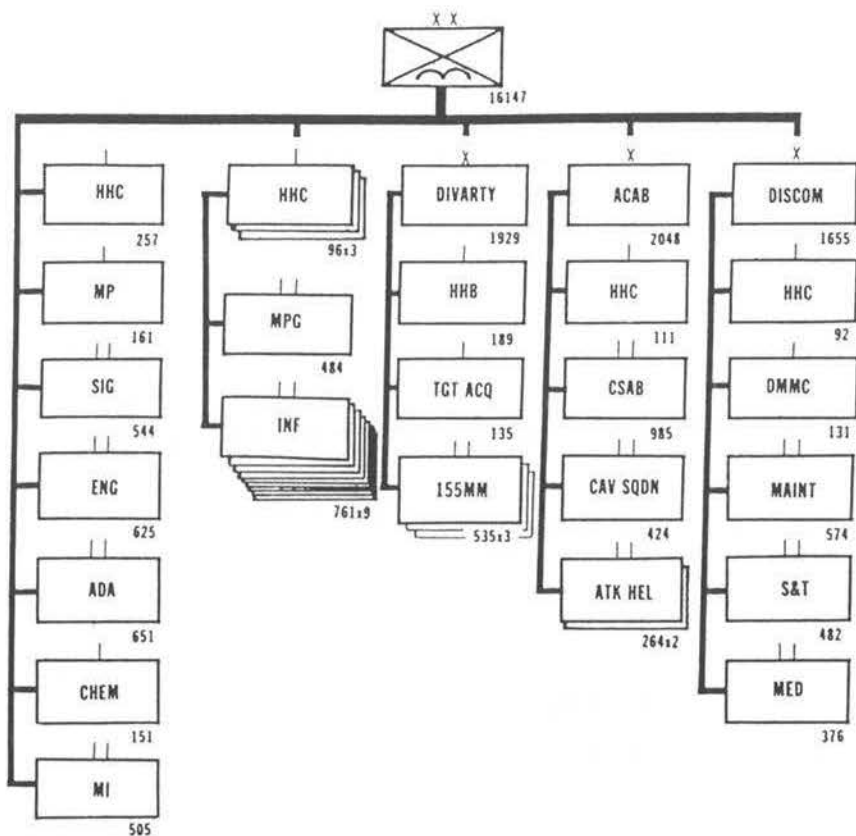 X X
16147
HHC
257
MP
161
SIG
544
ENG
625
ADA
651
CHEM
151
MI
505
HHC
96x3
MPG
484
INF
761x9
X
DIVARTY
1929
HHB
189
TGT ACQ
135
155MM
535x3
X
ACAB
2048
HHC
111
CSAB
985
CAV SQDN
424
ATK HEL
264x2
X
DISCOM
1655
HHC
92
DMMC
131
MAINT
574
S&T
482
MED
376